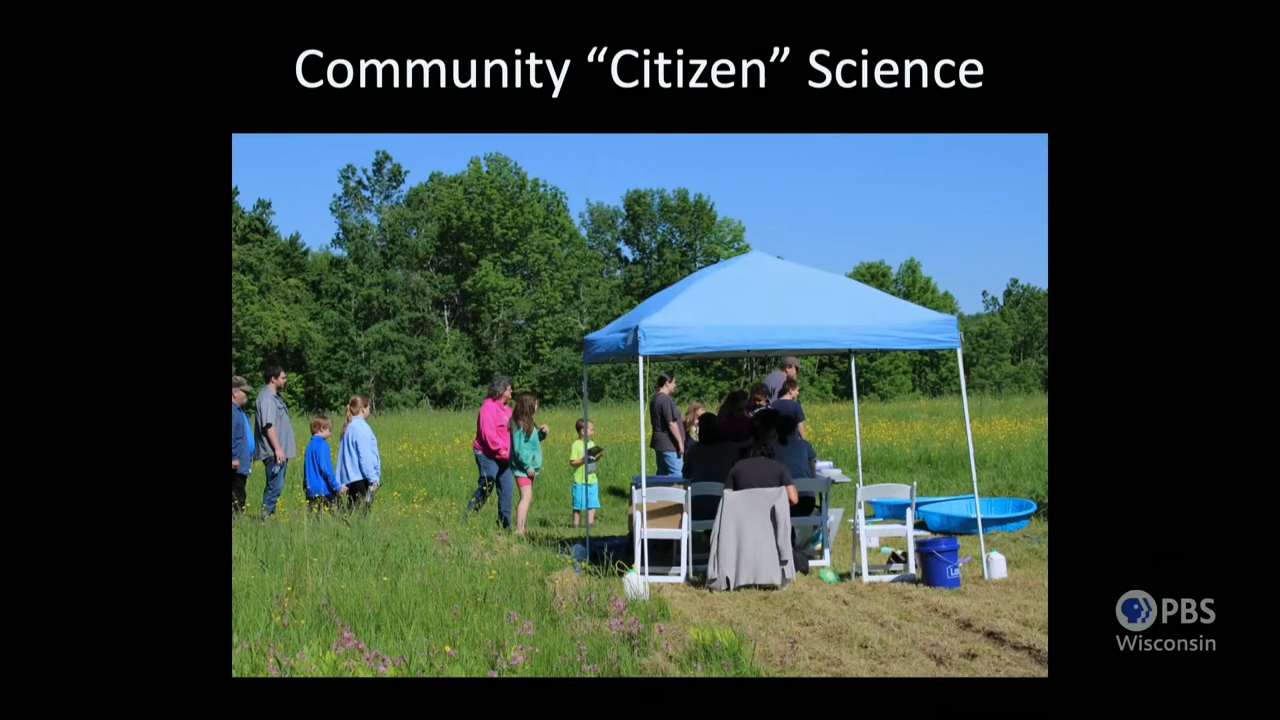 Community “Citizen” Science
PBS
Wisconsin